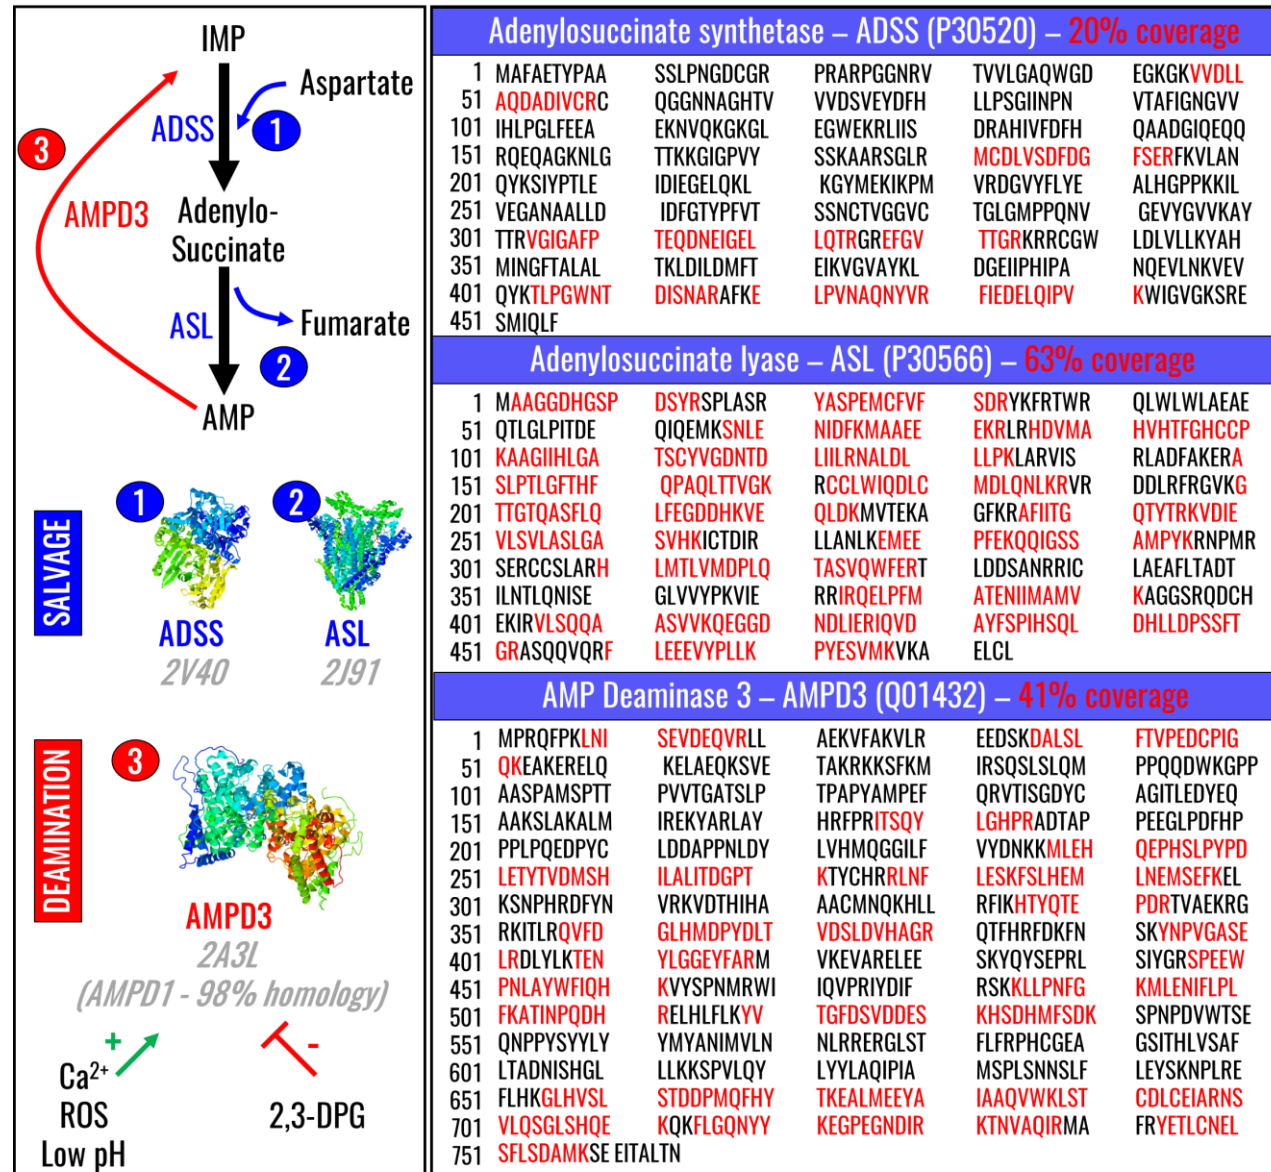 IMP
Aspartate
ADSS
1
3
AMPD3
Adenylo-
Succinate
ASL
Fumarate
2
AMP
SALVAGE
1
2
ADSS
ASL
2V40
2J91
DEAMINATION
3
AMPD3
2A3L
(AMPD1 - 98% homology)
+
-
Ca2+
ROS
Low pH
2,3-DPG
Adenylosuccinate synthetase – ADSS (P30520) – 20% coverage
1 MAFAETYPAA SSLPNGDCGR PRARPGGNRV TVVLGAQWGD EGKGKVVDLL
51 AQDADIVCRC QGGNNAGHTV VVDSVEYDFH LLPSGIINPN VTAFIGNGVV
101 IHLPGLFEEA EKNVQKGKGL EGWEKRLIIS DRAHIVFDFH QAADGIQEQQ
151 RQEQAGKNLG TTKKGIGPVY SSKAARSGLR MCDLVSDFDG FSERFKVLAN
201 QYKSIYPTLE IDIEGELQKL KGYMEKIKPM VRDGVYFLYE ALHGPPKKIL
251 VEGANAALLD IDFGTYPFVT SSNCTVGGVC TGLGMPPQNV GEVYGVVKAY
301 TTRVGIGAFP TEQDNEIGEL LQTRGREFGV TTGRKRRCGW LDLVLLKYAH
351 MINGFTALAL TKLDILDMFT EIKVGVAYKL DGEIIPHIPA NQEVLNKVEV
401 QYKTLPGWNT DISNARAFKE LPVNAQNYVR FIEDELQIPV KWIGVGKSRE
451 SMIQLF
Adenylosuccinate lyase – ASL (P30566) – 63% coverage
1 MAAGGDHGSP DSYRSPLASR YASPEMCFVF SDRYKFRTWR QLWLWLAEAE
51 QTLGLPITDE QIQEMKSNLE NIDFKMAAEE EKRLRHDVMA HVHTFGHCCP
101 KAAGIIHLGA TSCYVGDNTD LIILRNALDL LLPKLARVIS RLADFAKERA
151 SLPTLGFTHF QPAQLTTVGK RCCLWIQDLC MDLQNLKRVR DDLRFRGVKG
201 TTGTQASFLQ LFEGDDHKVE QLDKMVTEKA GFKRAFIITG QTYTRKVDIE
251 VLSVLASLGA SVHKICTDIR LLANLKEMEE PFEKQQIGSS AMPYKRNPMR
301 SERCCSLARH LMTLVMDPLQ TASVQWFERT LDDSANRRIC LAEAFLTADT
351 ILNTLQNISE GLVVYPKVIE RRIRQELPFM ATENIIMAMV KAGGSRQDCH
401 EKIRVLSQQA ASVVKQEGGD NDLIERIQVD AYFSPIHSQL DHLLDPSSFT
451 GRASQQVQRF LEEEVYPLLK PYESVMKVKA ELCL
AMP Deaminase 3 – AMPD3 (Q01432) – 41% coverage
1 MPRQFPKLNI SEVDEQVRLL AEKVFAKVLR EEDSKDALSL FTVPEDCPIG
51 QKEAKERELQ KELAEQKSVE TAKRKKSFKM IRSQSLSLQM PPQQDWKGPP
101 AASPAMSPTT PVVTGATSLP TPAPYAMPEF QRVTISGDYC AGITLEDYEQ
151 AAKSLAKALM IREKYARLAY HRFPRITSQY LGHPRADTAP PEEGLPDFHP
201 PPLPQEDPYC LDDAPPNLDY LVHMQGGILF VYDNKKMLEH QEPHSLPYPD
251 LETYTVDMSH ILALITDGPT KTYCHRRLNF LESKFSLHEM LNEMSEFKEL
301 KSNPHRDFYN VRKVDTHIHA AACMNQKHLL RFIKHTYQTE PDRTVAEKRG
351 RKITLRQVFD GLHMDPYDLT VDSLDVHAGR QTFHRFDKFN SKYNPVGASE
401 LRDLYLKTEN YLGGEYFARM VKEVARELEE SKYQYSEPRL SIYGRSPEEW
451 PNLAYWFIQH KVYSPNMRWI IQVPRIYDIF RSKKLLPNFG KMLENIFLPL
501 FKATINPQDH RELHLFLKYV TGFDSVDDES KHSDHMFSDK SPNPDVWTSE
551 QNPPYSYYLY YMYANIMVLN NLRRERGLST FLFRPHCGEA GSITHLVSAF
601 LTADNISHGL LLKKSPVLQY LYYLAQIPIA MSPLSNNSLF LEYSKNPLRE
651 FLHKGLHVSL STDDPMQFHY TKEALMEEYA IAAQVWKLST CDLCEIARNS
701 VLQSGLSHQE KQKFLGQNYY KEGPEGNDIR KTNVAQIRMA FRYETLCNEL
751 SFLSDAMKSE EITALTN